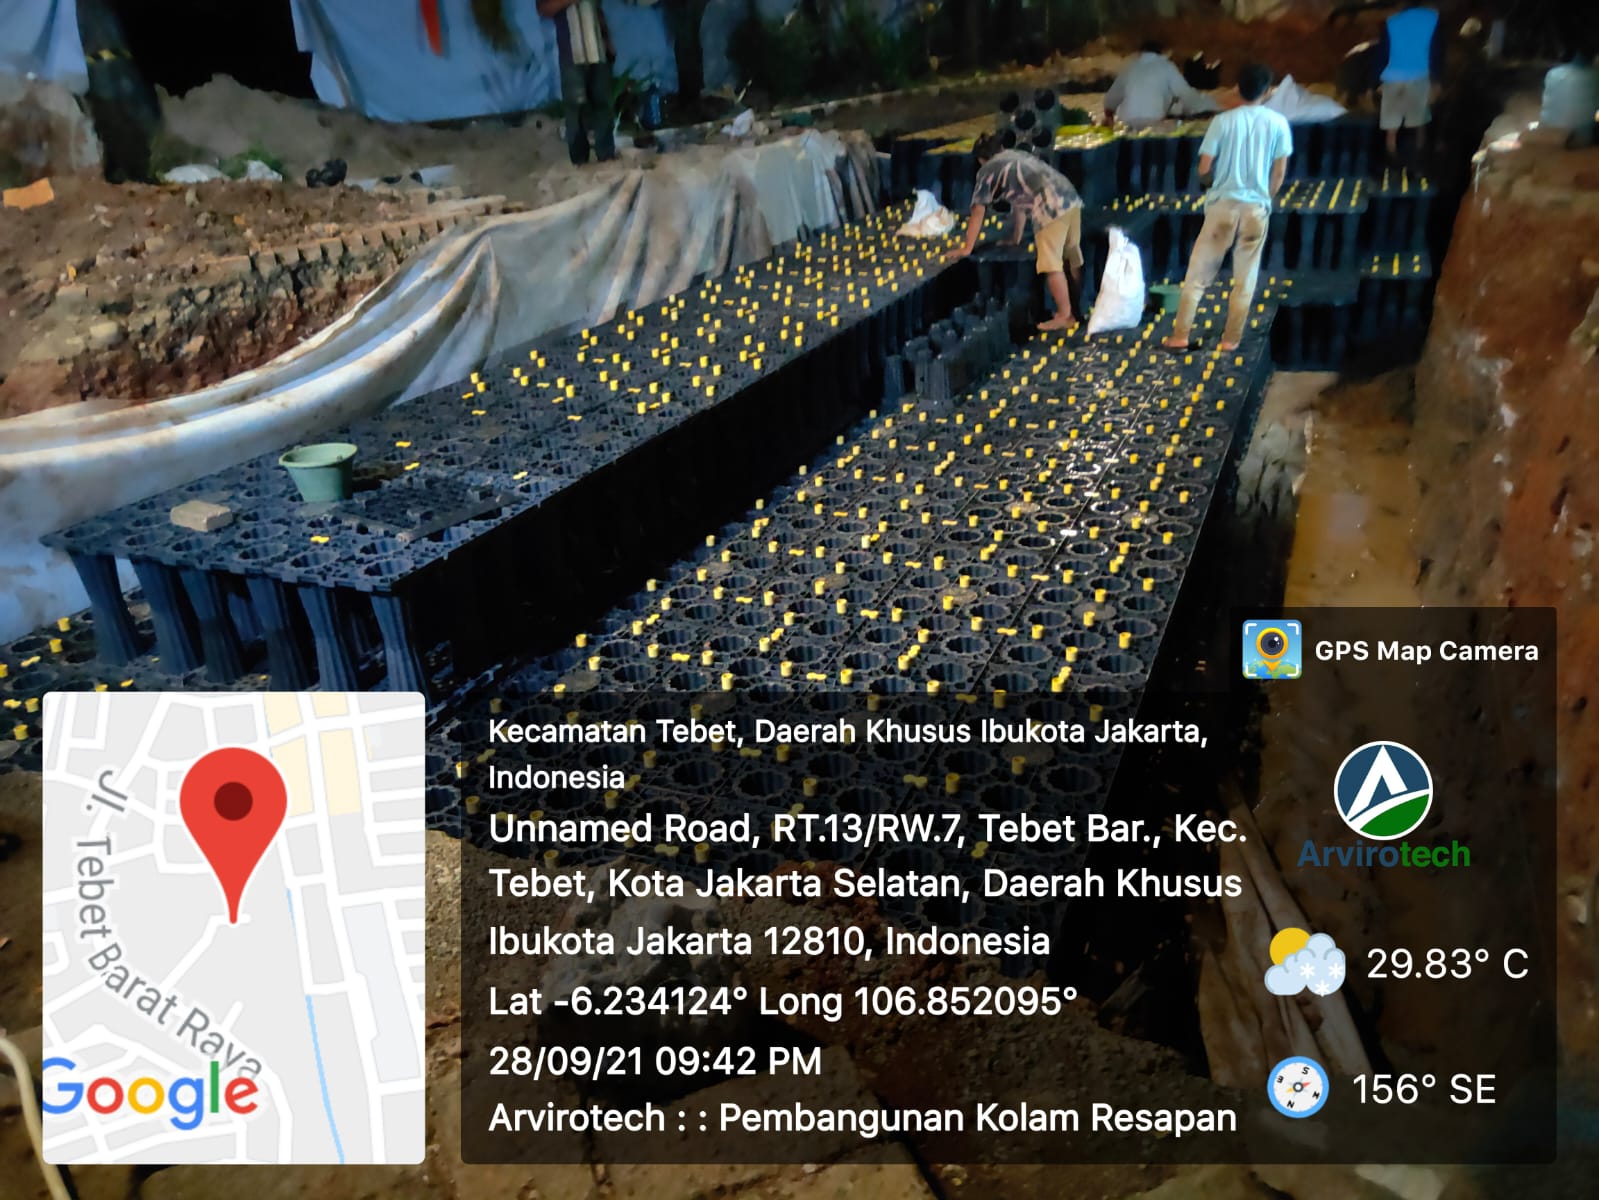 GPS Map Camera
Kecamatan Tebet, Daerah Khusus Ibukota Jakarta,
Indonesia
Unnamed Road, RT.13/RW.7, Tebet Bar., Kec.
Tebet, Kota Jakarta Selatan, Daerah Khusus
Ibukota Jakarta 12810, Indonesia
Lat -6.234124° Long 106.852095°
28/09/21 09:42 PM
Arvirotech : : Pembangunan Kolam Resapan
Arvirotech
29.83° C
156° SE
Jl. Tebet Barat Raya
Google